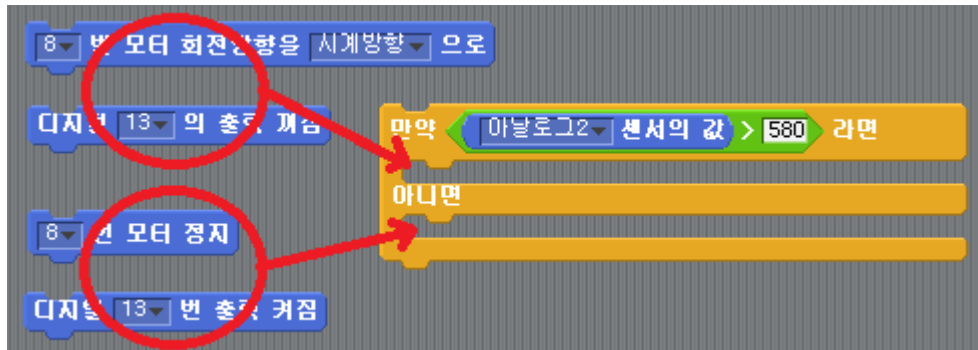 8 번 모터 회전방향을 시계방향 으로
디지털 13 의 출력 꺼짐
만약 아날로그2 센서의 값 > 580 라면
아니면
8 번 모터 정지
디지털 13 번 출력 켜짐